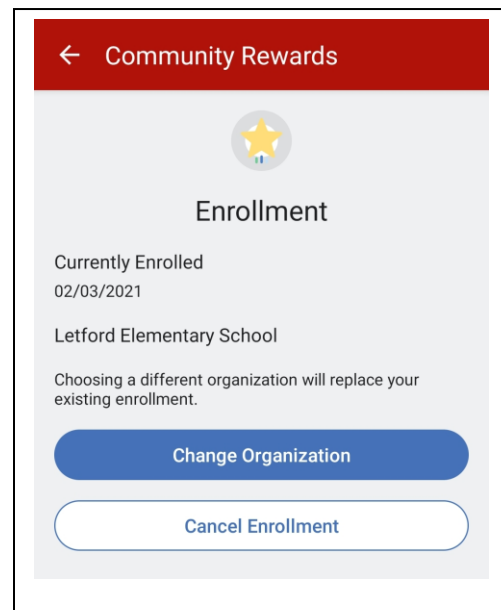 Community Rewards
Enrollment
Currently Enrolled
02/03/2021
Letford Elementary School
Choosing a different organization will replace your
existing enrollment.
Change Organization
Cancel Enrollment